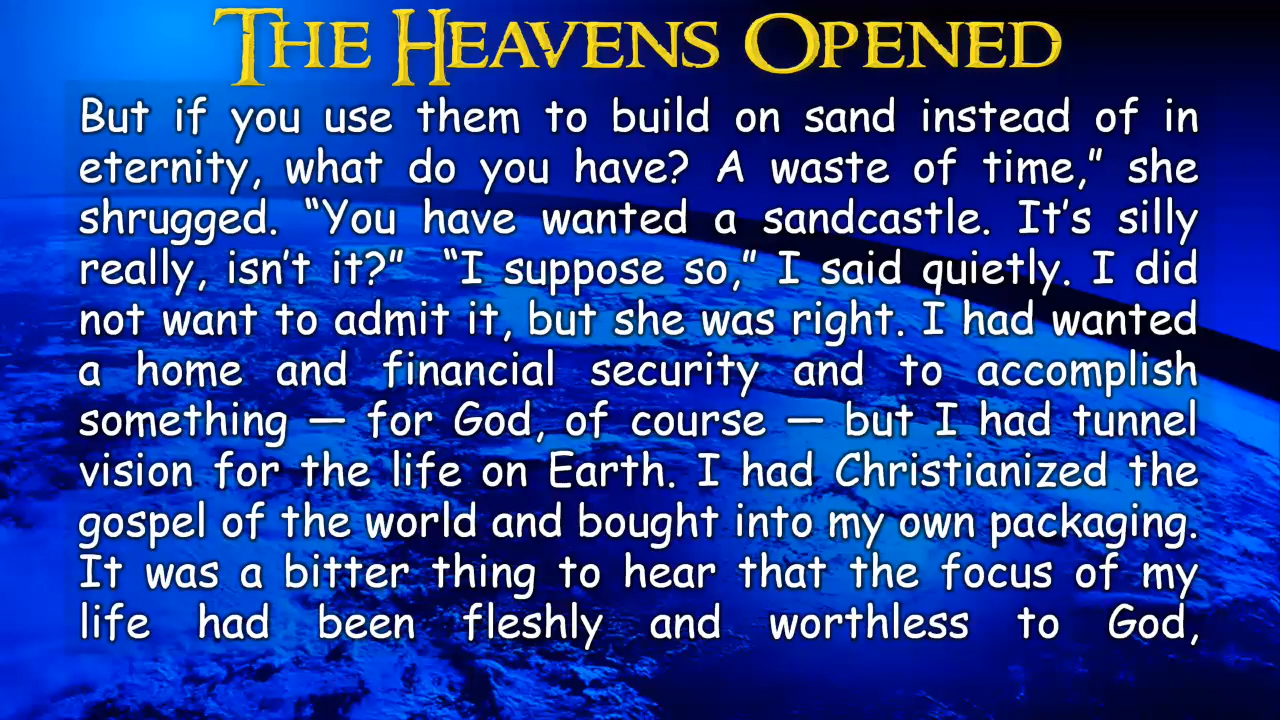 THE HEAVENS OPENED
But if you use them to build on sand instead of in
eternity, what do you have? A waste of time,” she
shrugged. “You have wanted a sandcastle. It’s silly
really, isn’t it?” “I suppose so,” I said quietly. I did
not want to admit it, but she was right. I had wanted
a home and financial security and to accomplish
something — for God, of course — but I had tunnel
vision for the life on Earth. I had Christianized the
gospel of the world and bought into my own packaging.
It was a bitter thing to hear that the focus of my
life had been fleshly and worthless to God,